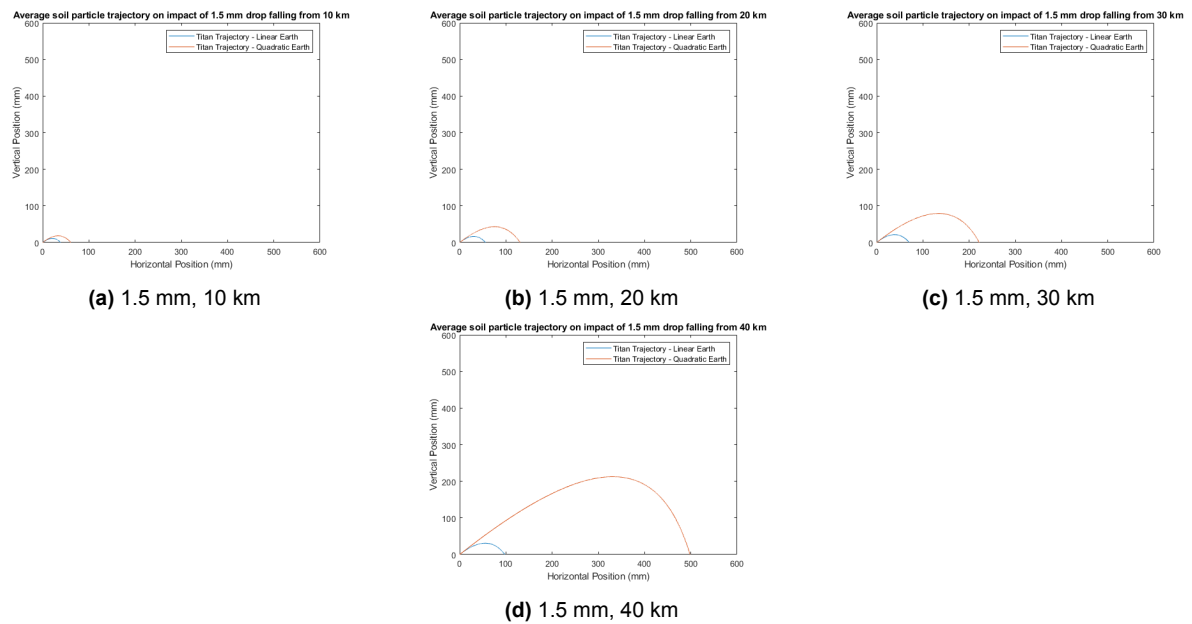 Average soil particle trajectory on impact of 1.5 mm drop falling from 10 km
600
500
400
300
200
100
0
Vertical Position (mm)
Titan Trajectory - Linear Earth
Titan Trajectory - Quadratic Earth
0 100 200 300 400 500 600
Horizontal Position (mm)
(a) 1.5 mm, 10 km
Average soil particle trajectory on impact of 1.5 mm drop falling from 20 km
600
500
400
300
200
100
0
Vertical Position (mm)
Titan Trajectory - Linear Earth
Titan Trajectory - Quadratic Earth
0 100 200 300 400 500 600
Horizontal Position (mm)
(b) 1.5 mm, 20 km
Average soil particle trajectory on impact of 1.5 mm drop falling from 30 km
600
500
400
300
200
100
0
Vertical Position (mm)
Titan Trajectory - Linear Earth
Titan Trajectory - Quadratic Earth
0 100 200 300 400 500 600
Horizontal Position (mm)
(c) 1.5 mm, 30 km
Average soil particle trajectory on impact of 1.5 mm drop falling from 40 km
600
500
400
300
200
100
0
Vertical Position (mm)
Titan Trajectory - Linear Earth
Titan Trajectory - Quadratic Earth
0 100 200 300 400 500 600
Horizontal Position (mm)
(d) 1.5 mm, 40 km